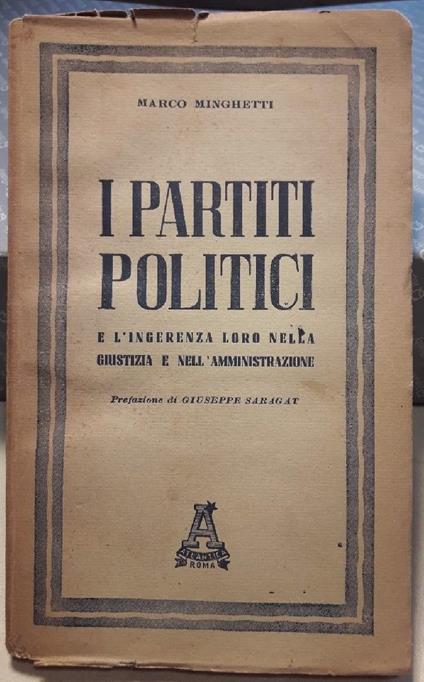 MARCO MINGHETTI
I PARTITI
POLITICI
E L'INGERENZA LORO NELLA
GIUSTIZIA E NELL'AMMINISTRAZIONE
Prefazione di GIUSEPPE SARAGAT
A
ATLANTICA
ROMA